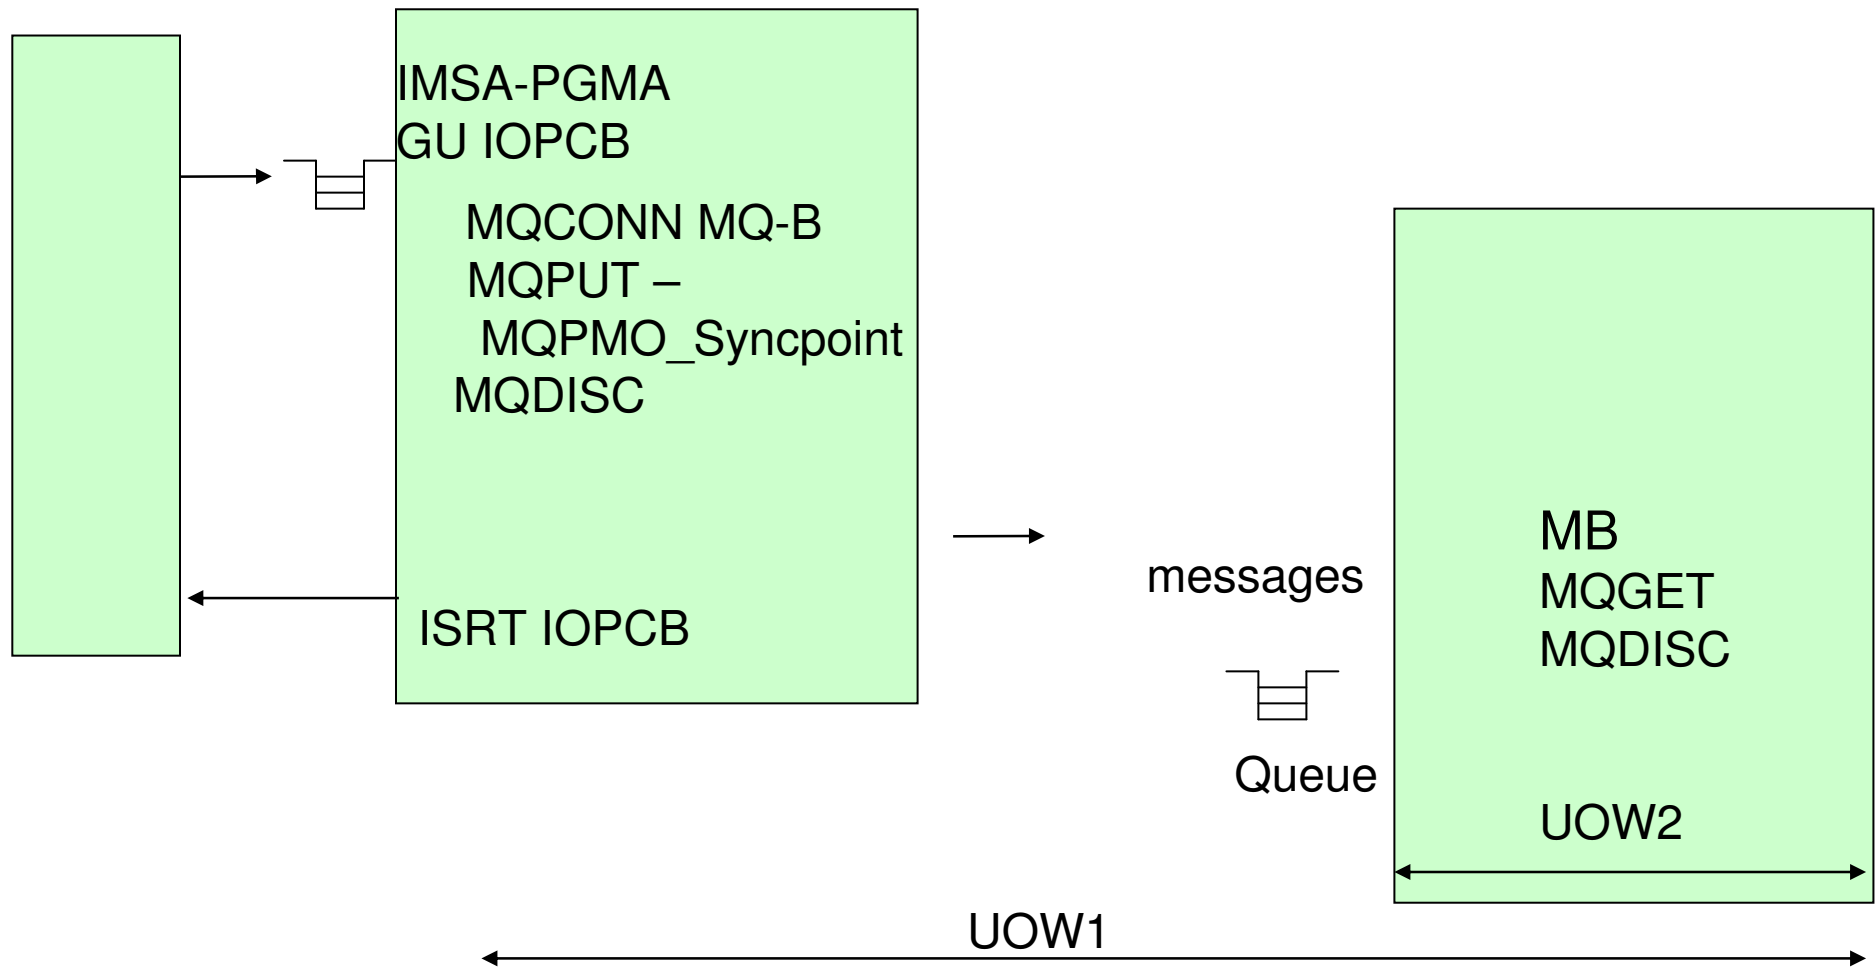 IMSA-PGMA
GU IOPCB
MQCONN MQ-B
MQPUT –
MQPMO_Syncpoint
MQDISC
ISRT IOPCB
messages
Queue
MB
MQGET
MQDISC
UOW2
UOW1